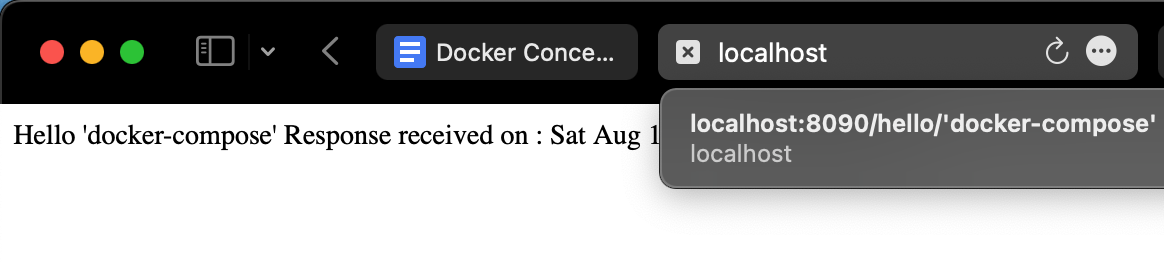 Docker Conce...
localhost
Hello 'docker-compose' Response received on : Sat Aug 1
localhost:8090/hello/'docker-compose'
localhost